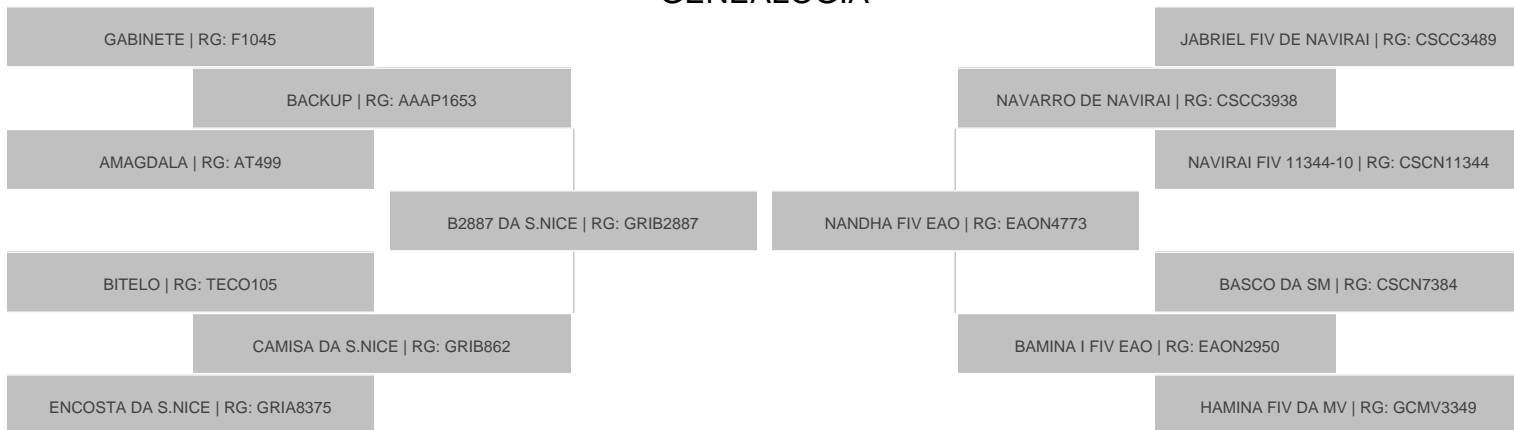 GENEALOGIA
GABINETE | RG: F1045
JABRIEL FIV DE NAVIRAI | RG: CSCC3489
BACKUP | RG: AAAP1653
NAVARRO DE NAVIRAI | RG: CSCC3938
AMAGDALA | RG: AT499
NAVIRAI FIV 11344-10 | RG: CSCN11344
B2887 DA S.NICE | RG: GRIB2887
NANDHA FIV EAO | RG: EAON4773
BITELO | RG: TECO105
BASCO DA SM | RG: CSCN7384
CAMISA DA S.NICE | RG: GRIB862
BAMINA I FIV EAO | RG: EAON2950
ENCOSTA DA S.NICE | RG: GRIA8375
HAMINA FIV DA MV | RG: GCMV3349